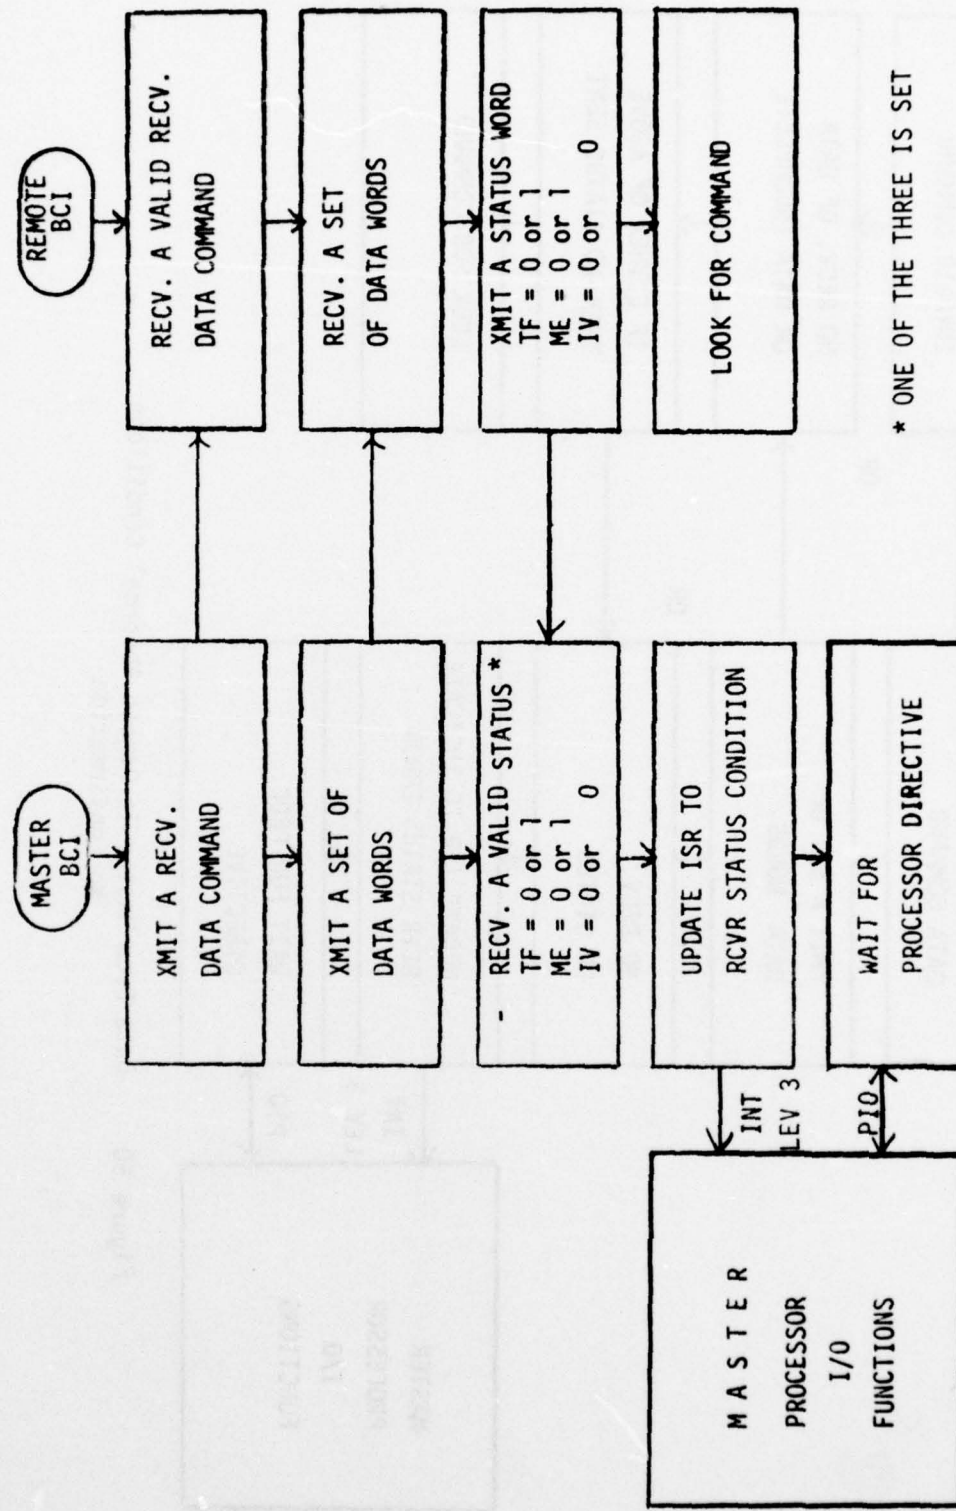 MASTER
BCI
XMIT A RECV.
DATA COMMAND
XMIT A SET OF
DATA WORDS
- RECV. A VALID STATUS *
TF = 0 or 1
ME = 0 or 1
IV = 0 or 0
UPDATE ISR TO
RCVR STATUS CONDITION
WAIT FOR
PROCESSOR DIRECTIVE
INT
LEV 3
PIO
M A S T E R
PROCESSOR
I/O
FUNCTIONS
REMOTE
BCI
RECV. A VALID RECV.
DATA COMMAND
RECV. A SET
OF DATA WORDS
XMIT A STATUS WORD
TF = 0 or 1
ME = 0 or 1
IV = 0 or 0
LOOK FOR COMMAND
* ONE OF THE THREE IS SET